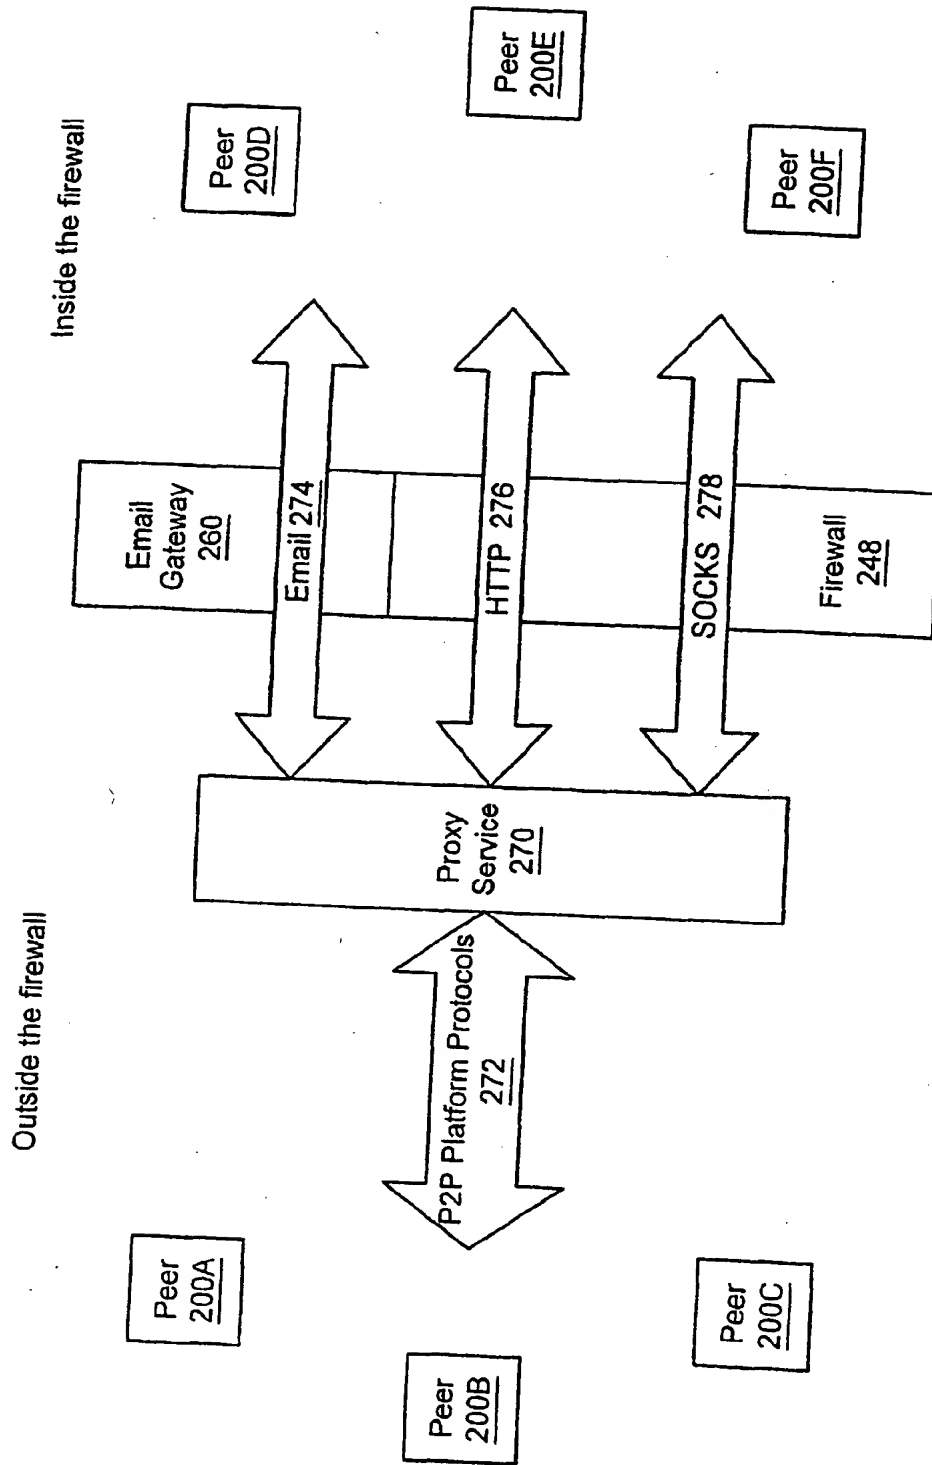 Outside the firewall
Inside the firewall
Peer
200A
Peer
200B
Peer
200C
P2P Platform Protocols
272
Proxy
Service
270
Email
Gateway
260
Email 274
HTTP 276
SOCKS 278
Firewall
248
Peer
200D
Peer
200E
Peer
200F